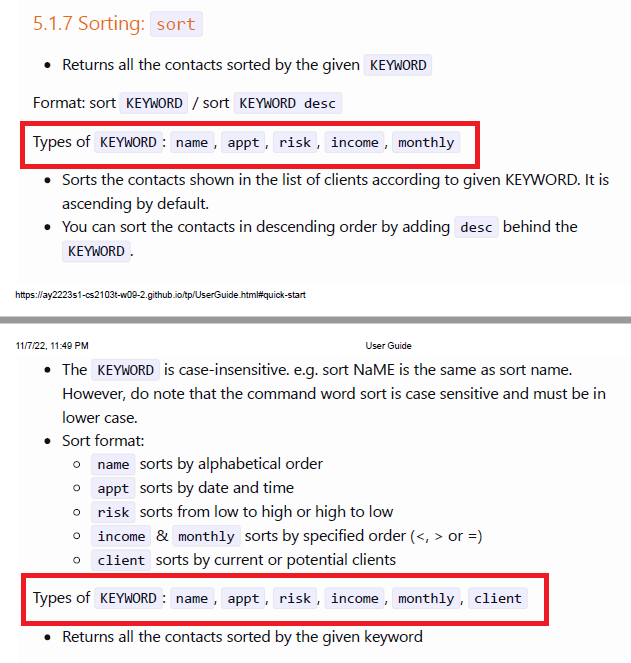 5.1.7 Sorting: sort
• Returns all the contacts sorted by the given KEYWORD
Format: sort KEYWORD / sort KEYWORD desc
Types of KEYWORD: name, appt, risk, income, monthly
• Sorts the contacts shown in the list of clients according to given KEYWORD. It is
ascending by default.
• You can sort the contacts in descending order by adding desc behind the
KEYWORD.
https://ay2223s1-cs2103t-w09-2.github.io/tp/UserGuide.html#quick-start
11/7/22, 11:49 PM User Guide
• The KEYWORD is case-insensitive. e.g. sort NaME is the same as sort name.
However, do note that the command word sort is case sensitive and must be in
lower case.
• Sort format:
○ name sorts by alphabetical order
○ appt sorts by date and time
○ risk sorts from low to high or high to low
○ income & monthly sorts by specified order (<, > or =)
○ client sorts by current or potential clients
Types of KEYWORD: name, appt, risk, income, monthly, client
• Returns all the contacts sorted by the given keyword